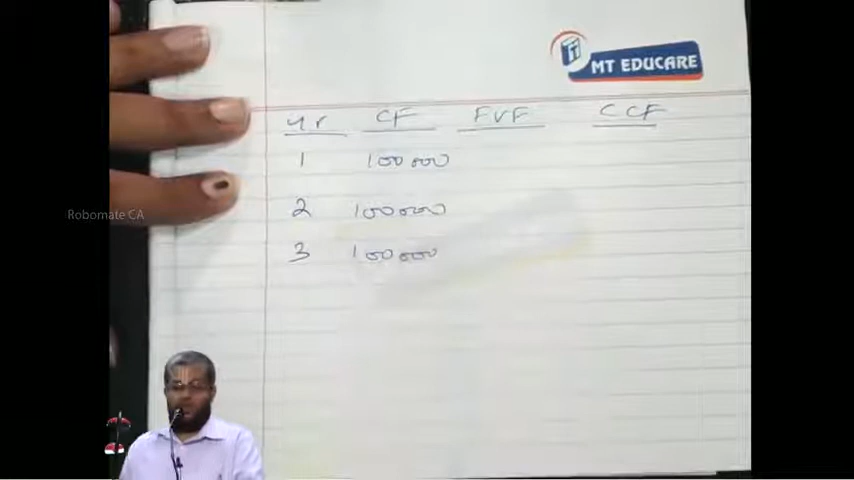 MT EDUCARE
yr CF FVF CCF
1 100000
2 100000
3 100000
Robomate CA